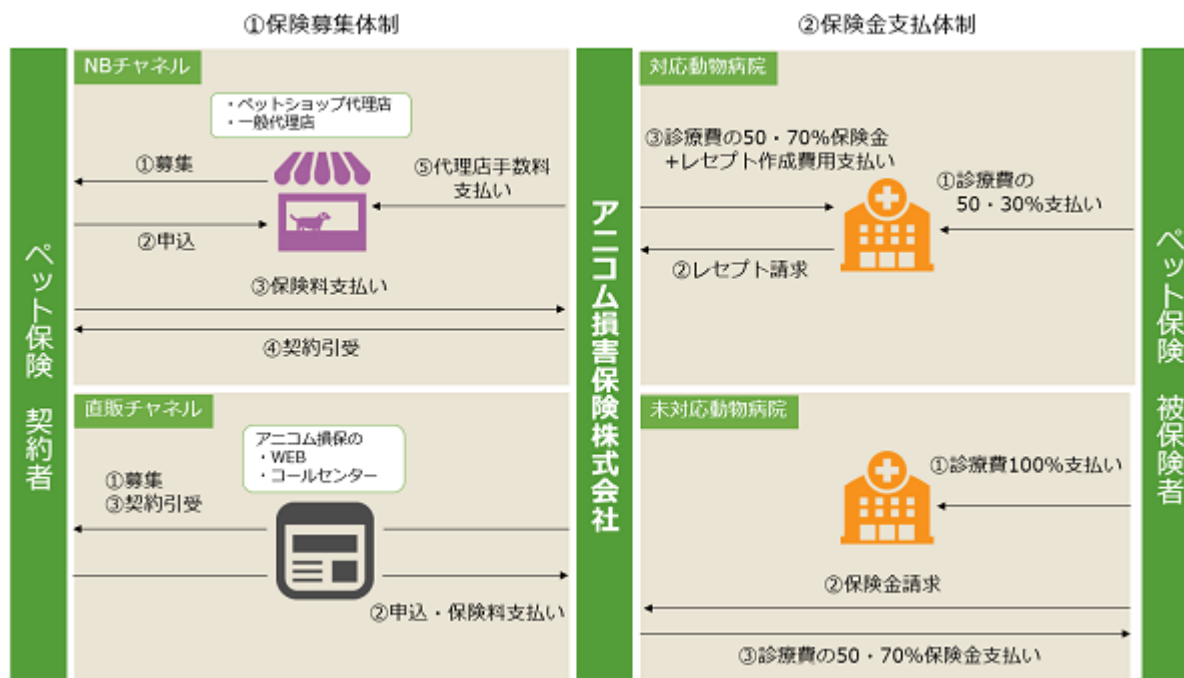 ①保険募集体制
②保険金支払体制
ペット保険 契約者
NBチャネル
・ペットショップ代理店
・一般代理店
①募集
②申込
⑤代理店手数料
支払い
③保険料支払い
④契約引受
直販チャネル
アニコム損保の
・WEB
・コールセンター
①募集
③契約引受
②申込・保険料支払い
アニコム損害保険株式会社
対応動物病院
③診療費の50・70%保険金
+レセプト作成費用支払い
①診療費の
50・30%支払い
②レセプト請求
未対応動物病院
①診療費100%支払い
②保険金請求
③診療費の50・70%保険金支払い
ペット保険 被保険者